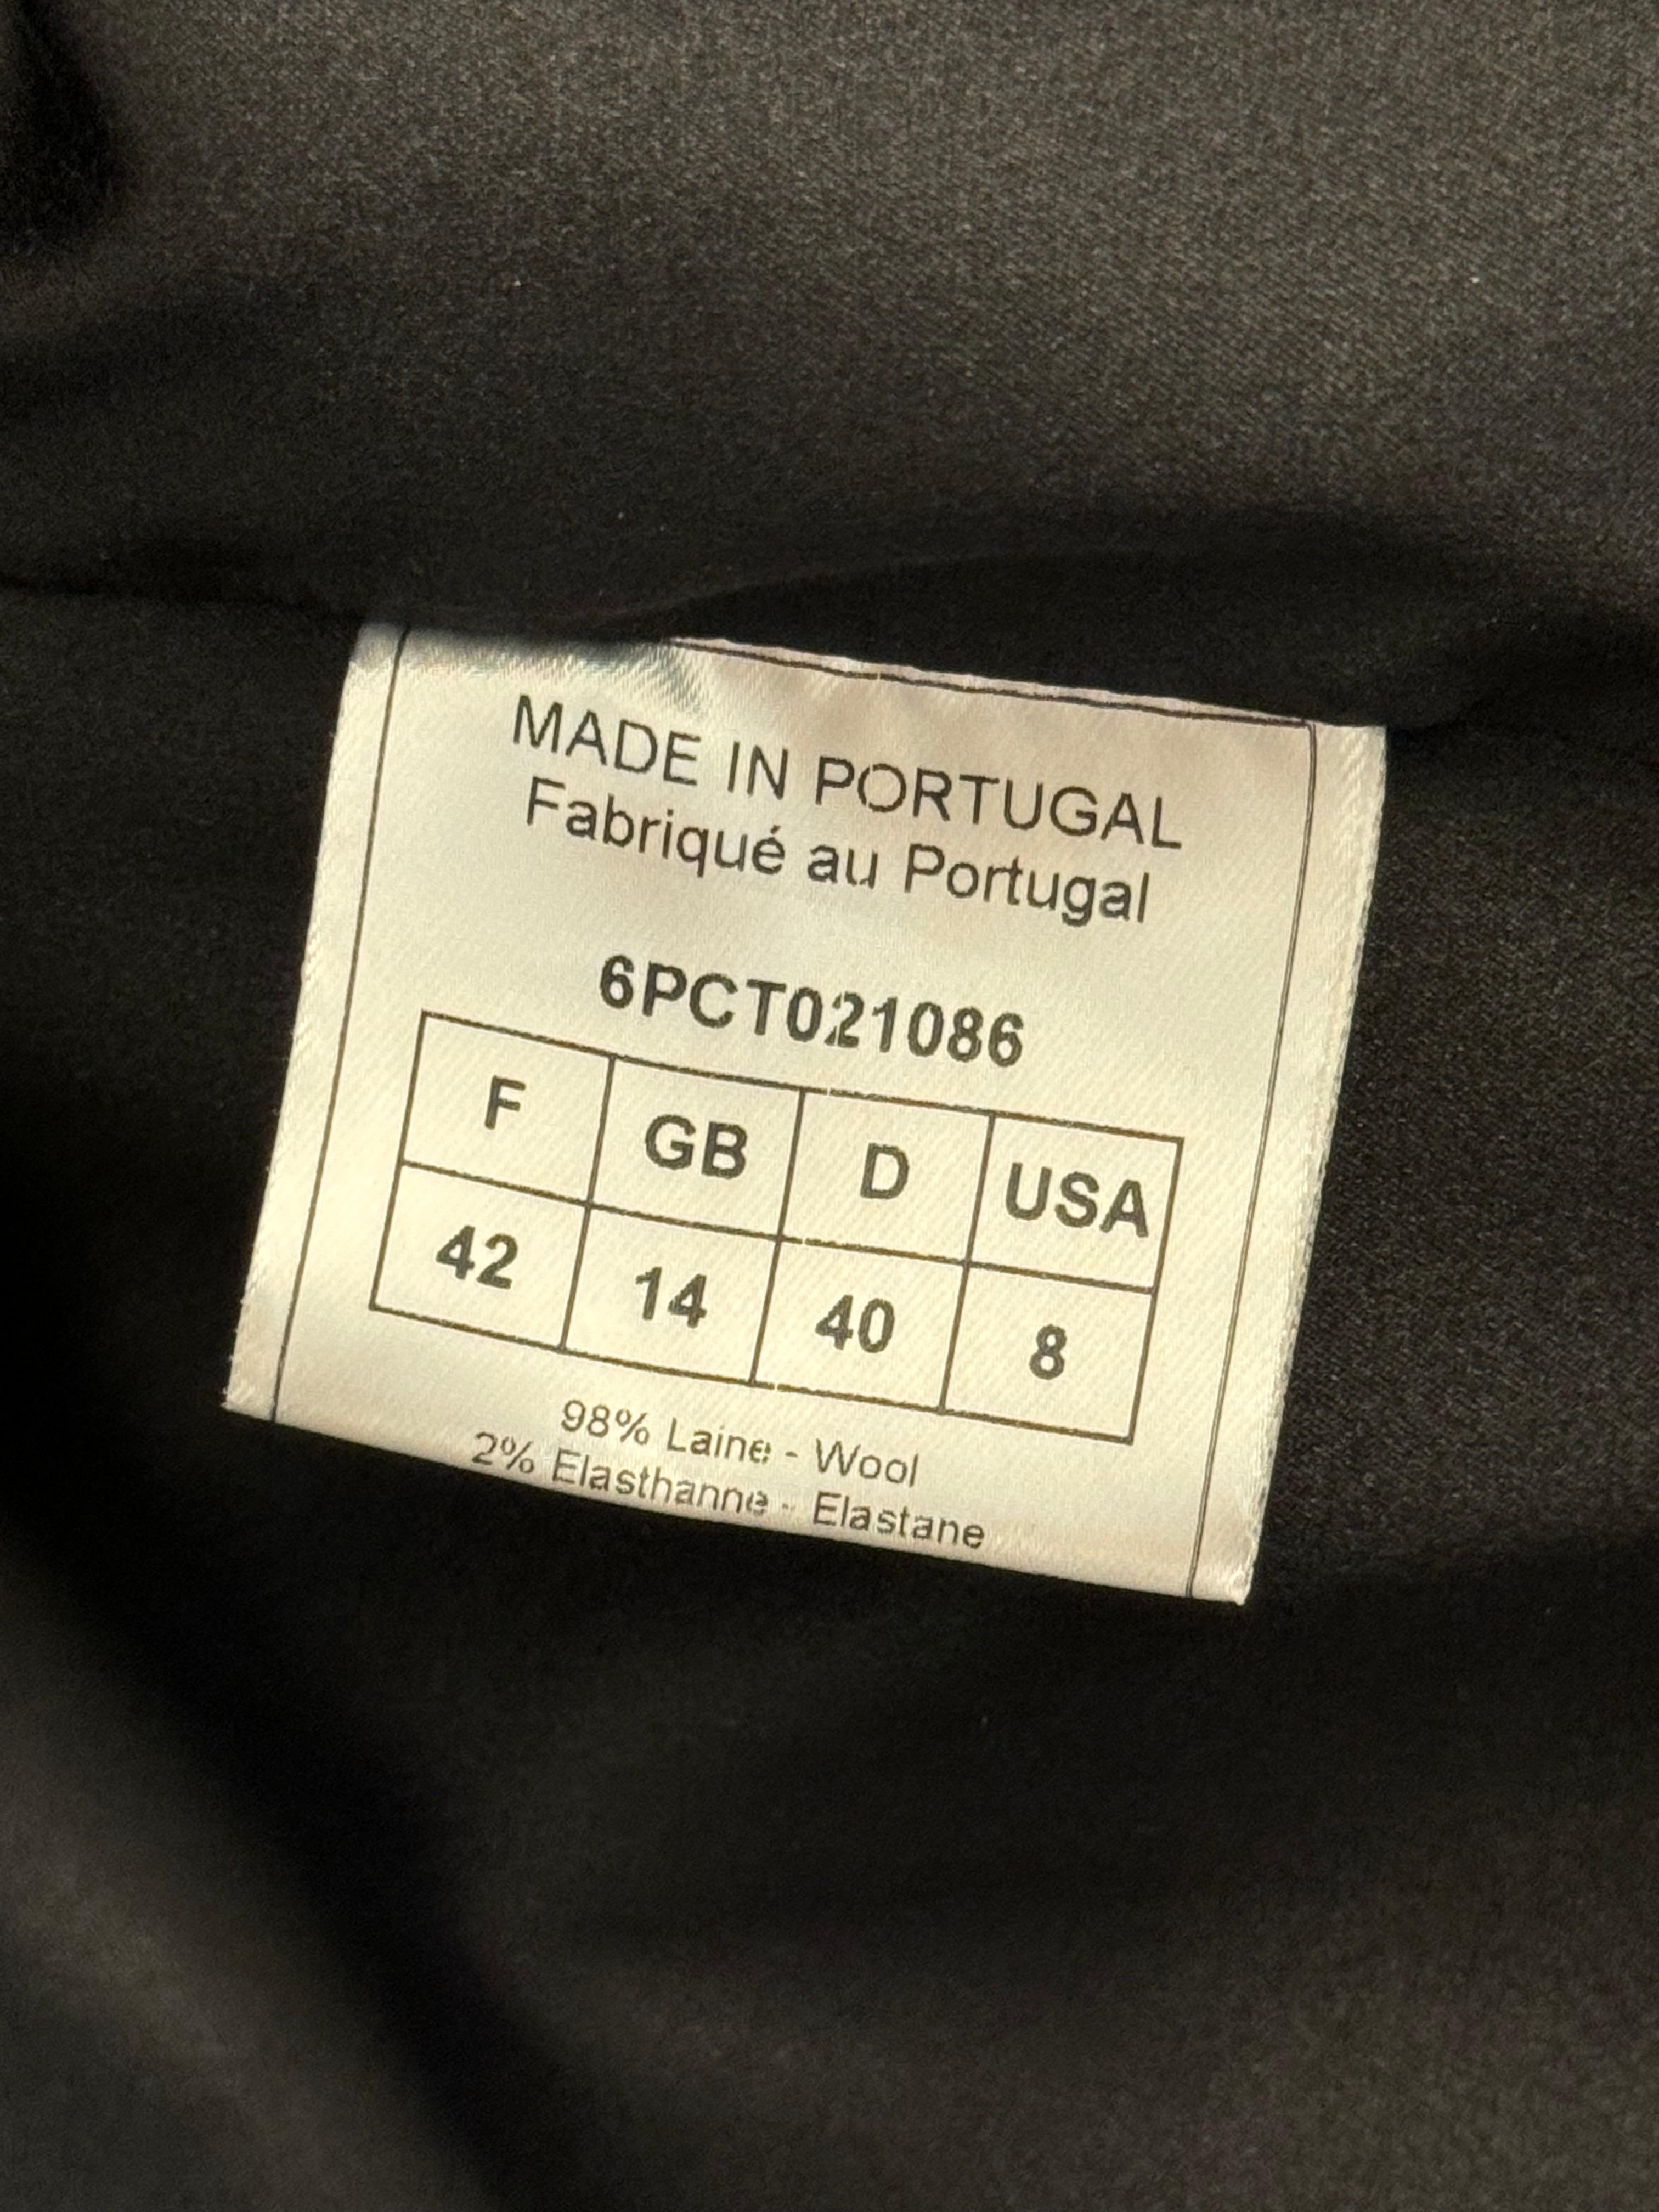 MADE IN PORTUGAL
Fabriqué au Portugal
6PCT021086
F GB D USA
42 14 40 8
98% Laine - Wool
2% Elasthanne - Elastane